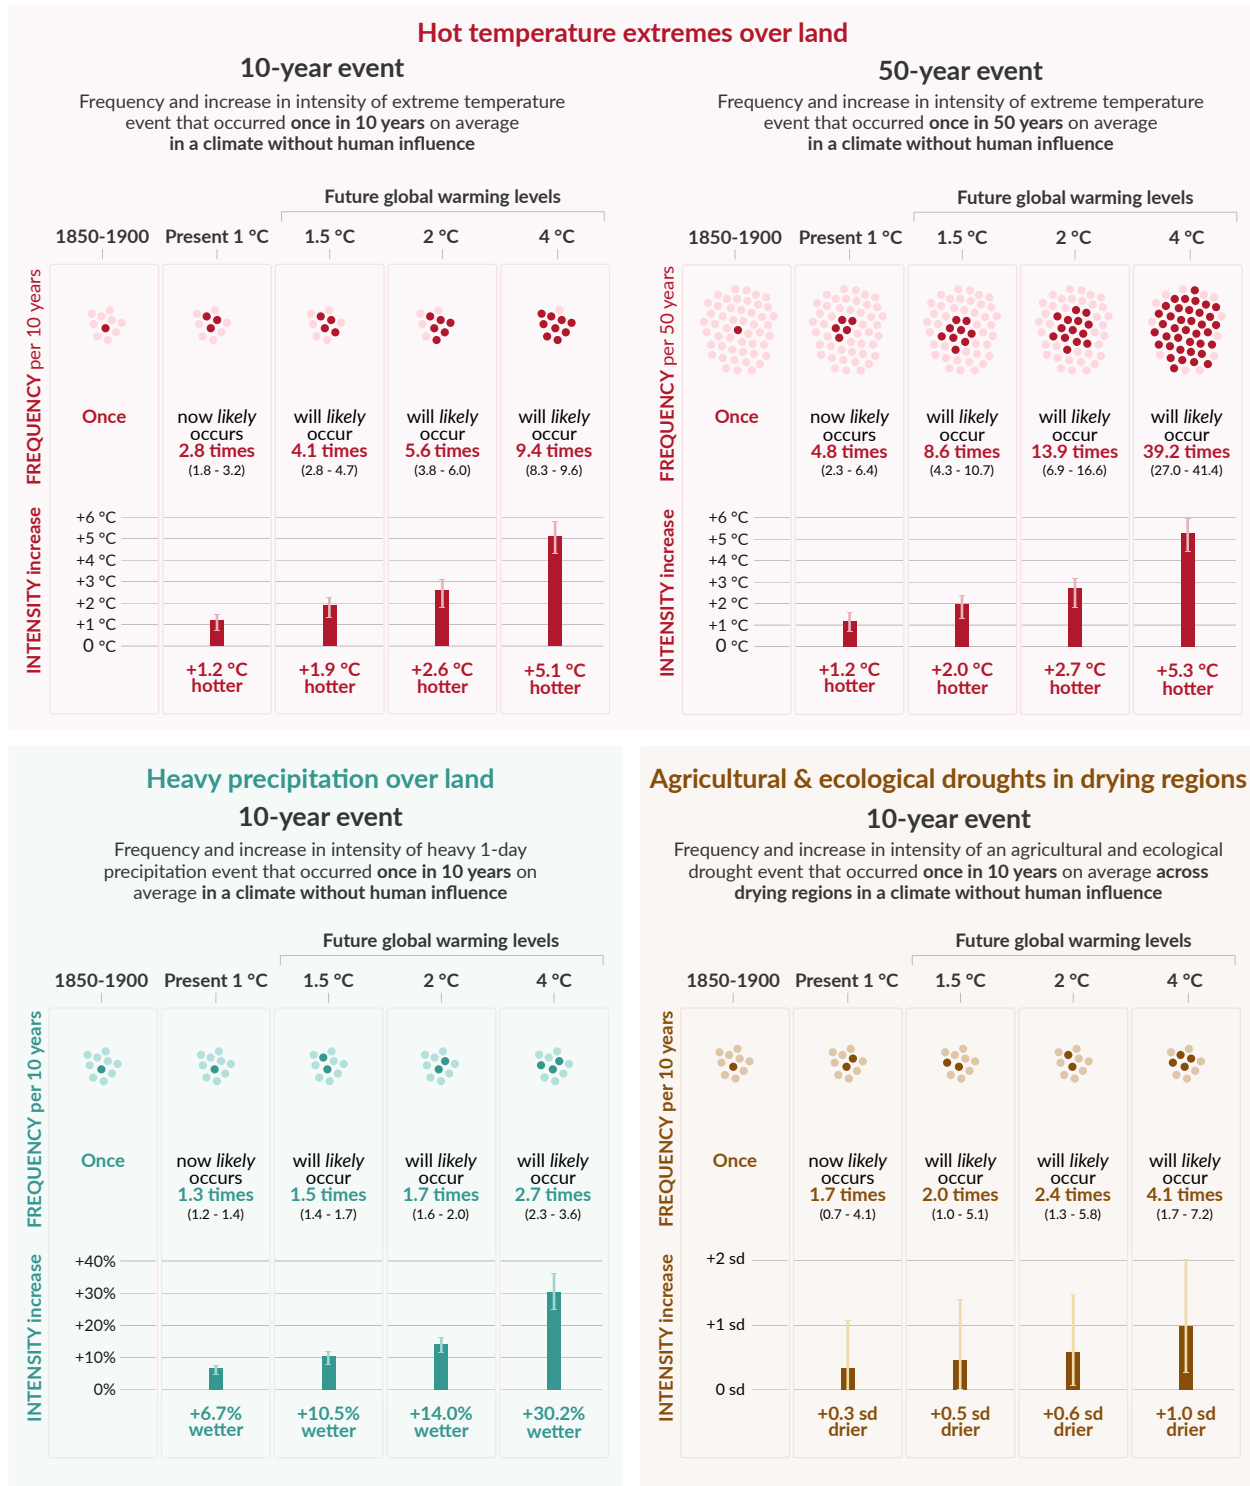 Hot temperature extremes over land
10-year event
Frequency and increase in intensity of extreme temperature
event that occurred once in 10 years on average
in a climate without human influence
Future global warming levels
1850-1900 Present 1 °C 1.5 °C 2 °C 4 °C
FREQUENCY per 10 years
Once
now likely
occurs
2.8 times
(1.8 - 3.2)
will likely
occur
4.1 times
(2.8 - 4.7)
will likely
occur
5.6 times
(3.8 - 6.0)
will likely
occur
9.4 times
(8.3 - 9.6)
INTENSITY increase
+6 °C
+5 °C
+4 °C
+3 °C
+2 °C
+1 °C
0 °C
+1.2 °C
hotter
+1.9 °C
hotter
+2.6 °C
hotter
+5.1 °C
hotter
50-year event
Frequency and increase in intensity of extreme temperature
event that occurred once in 50 years on average
in a climate without human influence
Future global warming levels
1850-1900 Present 1 °C 1.5 °C 2 °C 4 °C
FREQUENCY per 50 years
Once
now likely
occurs
4.8 times
(2.3 - 6.4)
will likely
occur
8.6 times
(4.3 - 10.7)
will likely
occur
13.9 times
(6.9 - 16.6)
will likely
occur
39.2 times
(27.0 - 41.4)
INTENSITY increase
+6 °C
+5 °C
+4 °C
+3 °C
+2 °C
+1 °C
0 °C
+1.2 °C
hotter
+2.0 °C
hotter
+2.7 °C
hotter
+5.3 °C
hotter
Heavy precipitation over land
10-year event
Frequency and increase in intensity of heavy 1-day
precipitation event that occurred once in 10 years on
average in a climate without human influence
Future global warming levels
1850-1900 Present 1 °C 1.5 °C 2 °C 4 °C
FREQUENCY per 10 years
Once
now likely
occurs
1.3 times
(1.2 - 1.4)
will likely
occur
1.5 times
(1.4 - 1.7)
will likely
occur
1.7 times
(1.6 - 2.0)
will likely
occur
2.7 times
(2.3 - 3.6)
INTENSITY increase
+40%
+30%
+20%
+10%
0%
+6.7%
wetter
+10.5%
wetter
+14.0%
wetter
+30.2%
wetter
Agricultural & ecological droughts in drying regions
10-year event
Frequency and increase in intensity of an agricultural and ecological
drought event that occurred once in 10 years on average across
drying regions in a climate without human influence
Future global warming levels
1850-1900 Present 1 °C 1.5 °C 2 °C 4 °C
FREQUENCY per 10 years
Once
now likely
occurs
1.7 times
(0.7 - 4.1)
will likely
occur
2.0 times
(1.0 - 5.1)
will likely
occur
2.4 times
(1.3 - 5.8)
will likely
occur
4.1 times
(1.7 - 7.2)
INTENSITY increase
+2 sd
+1 sd
0 sd
+0.3 sd
drier
+0.5 sd
drier
+0.6 sd
drier
+1.0 sd
drier